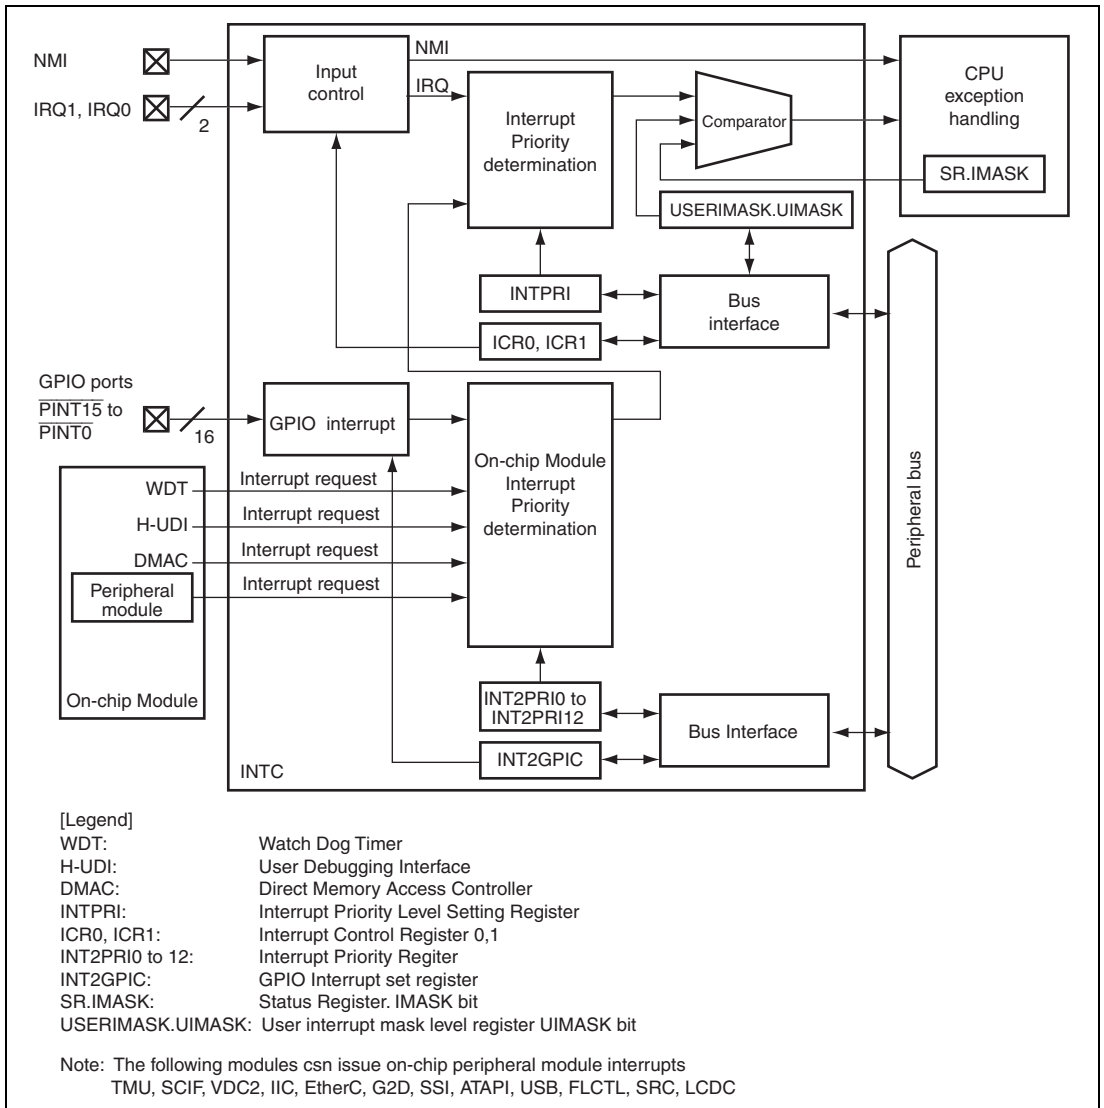 NMI
IRQ1, IRQ0
2
Input
control
NMI
IRQ
Interrupt
Priority
determination
Comparator
CPU
exception
handling
SR.IMASK
USERIMASK.UIMASK
INTPRI
ICR0, ICR1
Bus
interface
GPIO ports
PINT15 to
PINT0
16
GPIO interrupt
On-chip Module
Interrupt
Priority
determination
WDT
Interrupt request
H-UDI
Interrupt request
DMAC
Interrupt request
Peripheral
module
Interrupt request
On-chip Module
INT2PRI0 to
INT2PRI12
INT2GPIC
Bus Interface
Peripheral bus
INTC
[Legend]
WDT: Watch Dog Timer
H-UDI: User Debugging Interface
DMAC: Direct Memory Access Controller
INTPRI: Interrupt Priority Level Setting Register
ICR0, ICR1: Interrupt Control Register 0,1
INT2PRI0 to 12: Interrupt Priority Regiter
INT2GPIC: GPIO Interrupt set register
SR.IMASK: Status Register. IMASK bit
USERIMASK.UIMASK: User interrupt mask level register UIMASK bit
Note: The following modules csn issue on-chip peripheral module interrupts
TMU, SCIF, VDC2, IIC, EtherC, G2D, SSI, ATAPI, USB, FLCTL, SRC, LCDC